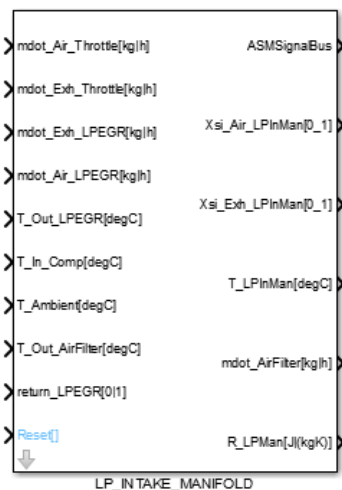 mdot_Air_Throttle[kg|h]
ASMSignalBus
mdot_Exh_Throttle[kg|h]
mdot_Exh_LPEGR[kg|h]
Xsi_Air_LPInMan[0_1]
mdot_Air_LPEGR[kg|h]
Xsi_Exh_LPInMan[0_1]
T_Out_LPEGR[degC]
T_In_Comp[degC]
T_LPInMan[degC]
T_Ambient[degC]
T_Out_AirFilter[degC]
mdot_AirFilter[kg|h]
return_LPEGR[0|1]
Reset[]
R_LPMan[J|(kgK)]
LP_INTAKE_MANIFOLD